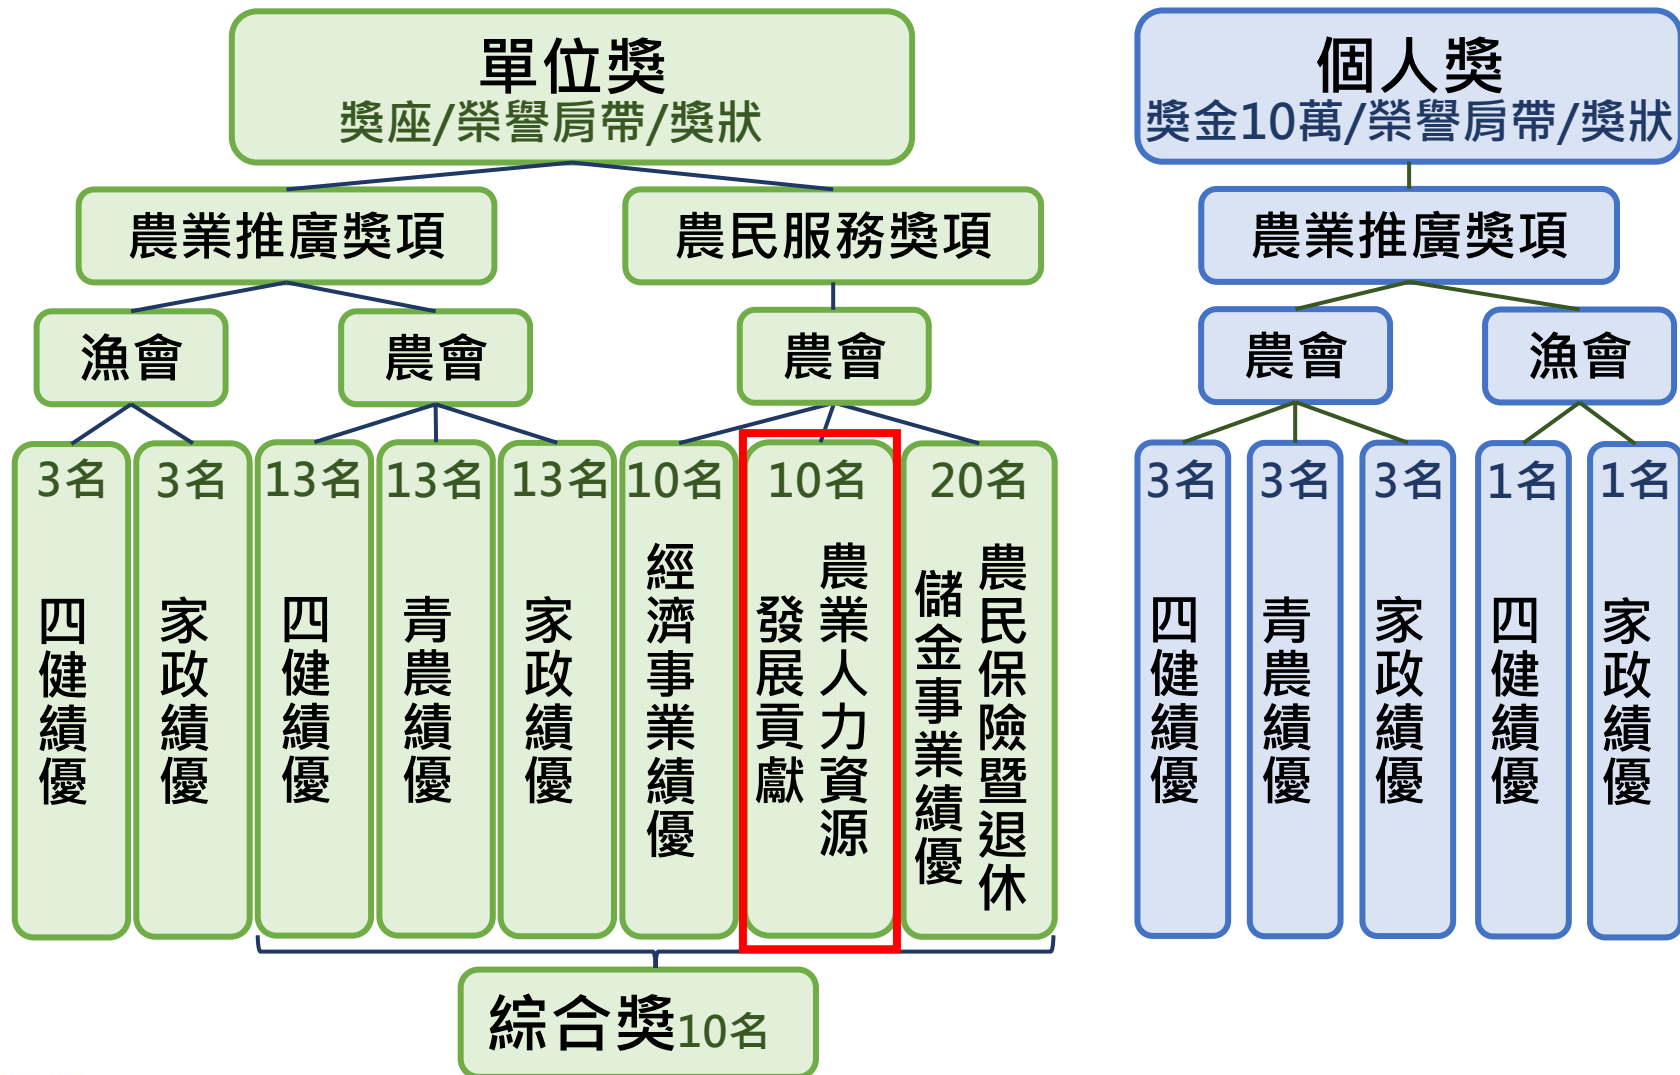 單位獎
獎座/榮譽肩帶/獎狀
農業推廣獎項
農民服務獎項
漁會
農會
農會
3名
四健績優
3名
家政績優
13名
四健績優
13名
青農績優
13名
家政績優
10名
經濟事業績優
10名
農業人力資源
發展貢獻
20名
農民保險暨退休
儲金事業績優
綜合獎10名
個人獎
獎金10萬/榮譽肩帶/獎狀
農業推廣獎項
農會
漁會
3名
四健績優
3名
青農績優
3名
家政績優
1名
四健績優
1名
家政績優